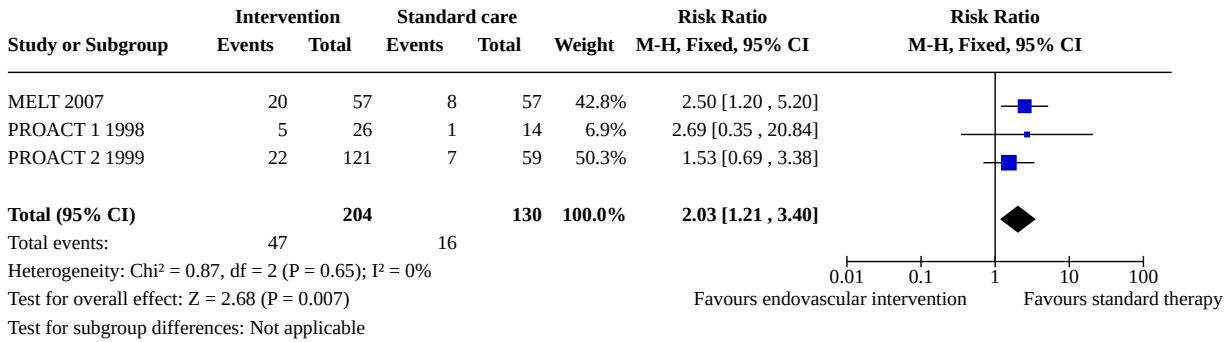 Intervention Standard care Risk Ratio Risk Ratio
Study or Subgroup Events Total Events Total Weight M-H, Fixed, 95% CI M-H, Fixed, 95% CI
MELT 2007 20 57 8 57 42.8% 2.50 [1.20 , 5.20]
PROACT 1 1998 5 26 1 14 6.9% 2.69 [0.35 , 20.84]
PROACT 2 1999 22 121 7 59 50.3% 1.53 [0.69 , 3.38]
Total (95% CI) 204 130 100.0% 2.03 [1.21 , 3.40]
Total events: 47 16
Heterogeneity: Chi² = 0.87, df = 2 (P = 0.65); I² = 0%
0.01 0.1 1 10 100
Test for overall effect: Z = 2.68 (P = 0.007) Favours endovascular intervention Favours standard therapy
Test for subgroup differences: Not applicable